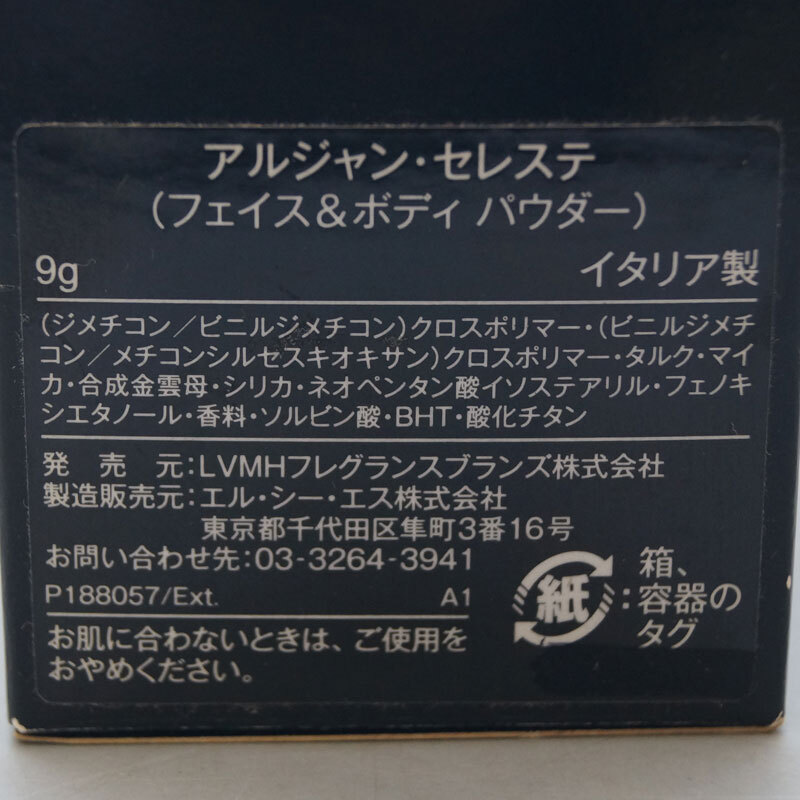 アルジャン・セレステ
（フェイス＆ボディ パウダー）
9g イタリア製
（ジメチコン／ビニルジメチコン）クロスポリマー・（ビニルジメチ
コン／メチコンシルセスキオキサン）クロスポリマー・タルク・マイ
カ・合成金雲母・シリカ・ネオペンタン酸イソステアリル・フェノキ
シエタノール・香料・ソルビン酸・BHT・酸化チタン
発 売 元：LVMHフレグランスブランズ株式会社
製造販売元：エル・シー・エス株式会社
東京都千代田区隼町3番16号
お問い合わせ先：03-3264-3941
P188057/Ext. A1
お肌に合わないときは、ご使用を
おやめください。
紙：箱、
容器の
タグ